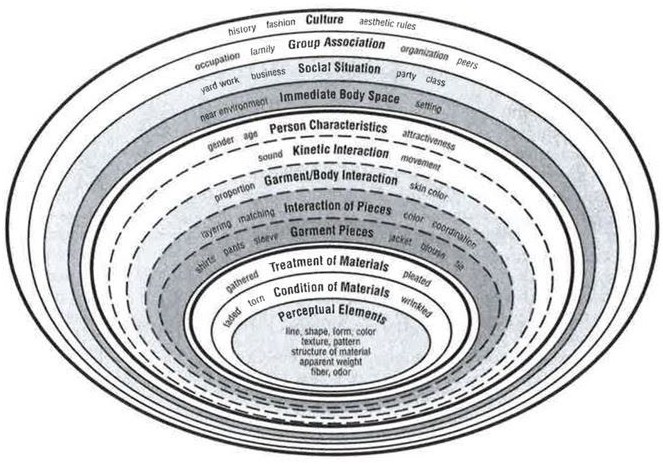 history fashion Culture aesthetic rules
occupation family Group Association organization peers
yard work business Social Situation party class
near environment Immediate Body Space setting
gender age Person Characteristics attractiveness
sound Kinetic Interaction movement
proportion Garment/Body Interaction skin color
layering matching Interaction of Pieces color coordination
shirts pants sleeve Garment Pieces jacket blouse
gathered Treatment of Materials pleated
faded torn Condition of Materials wrinkled
Perceptual Elements
line, shape, form, color
texture, pattern
structure of material
apparent weight
fiber, odor